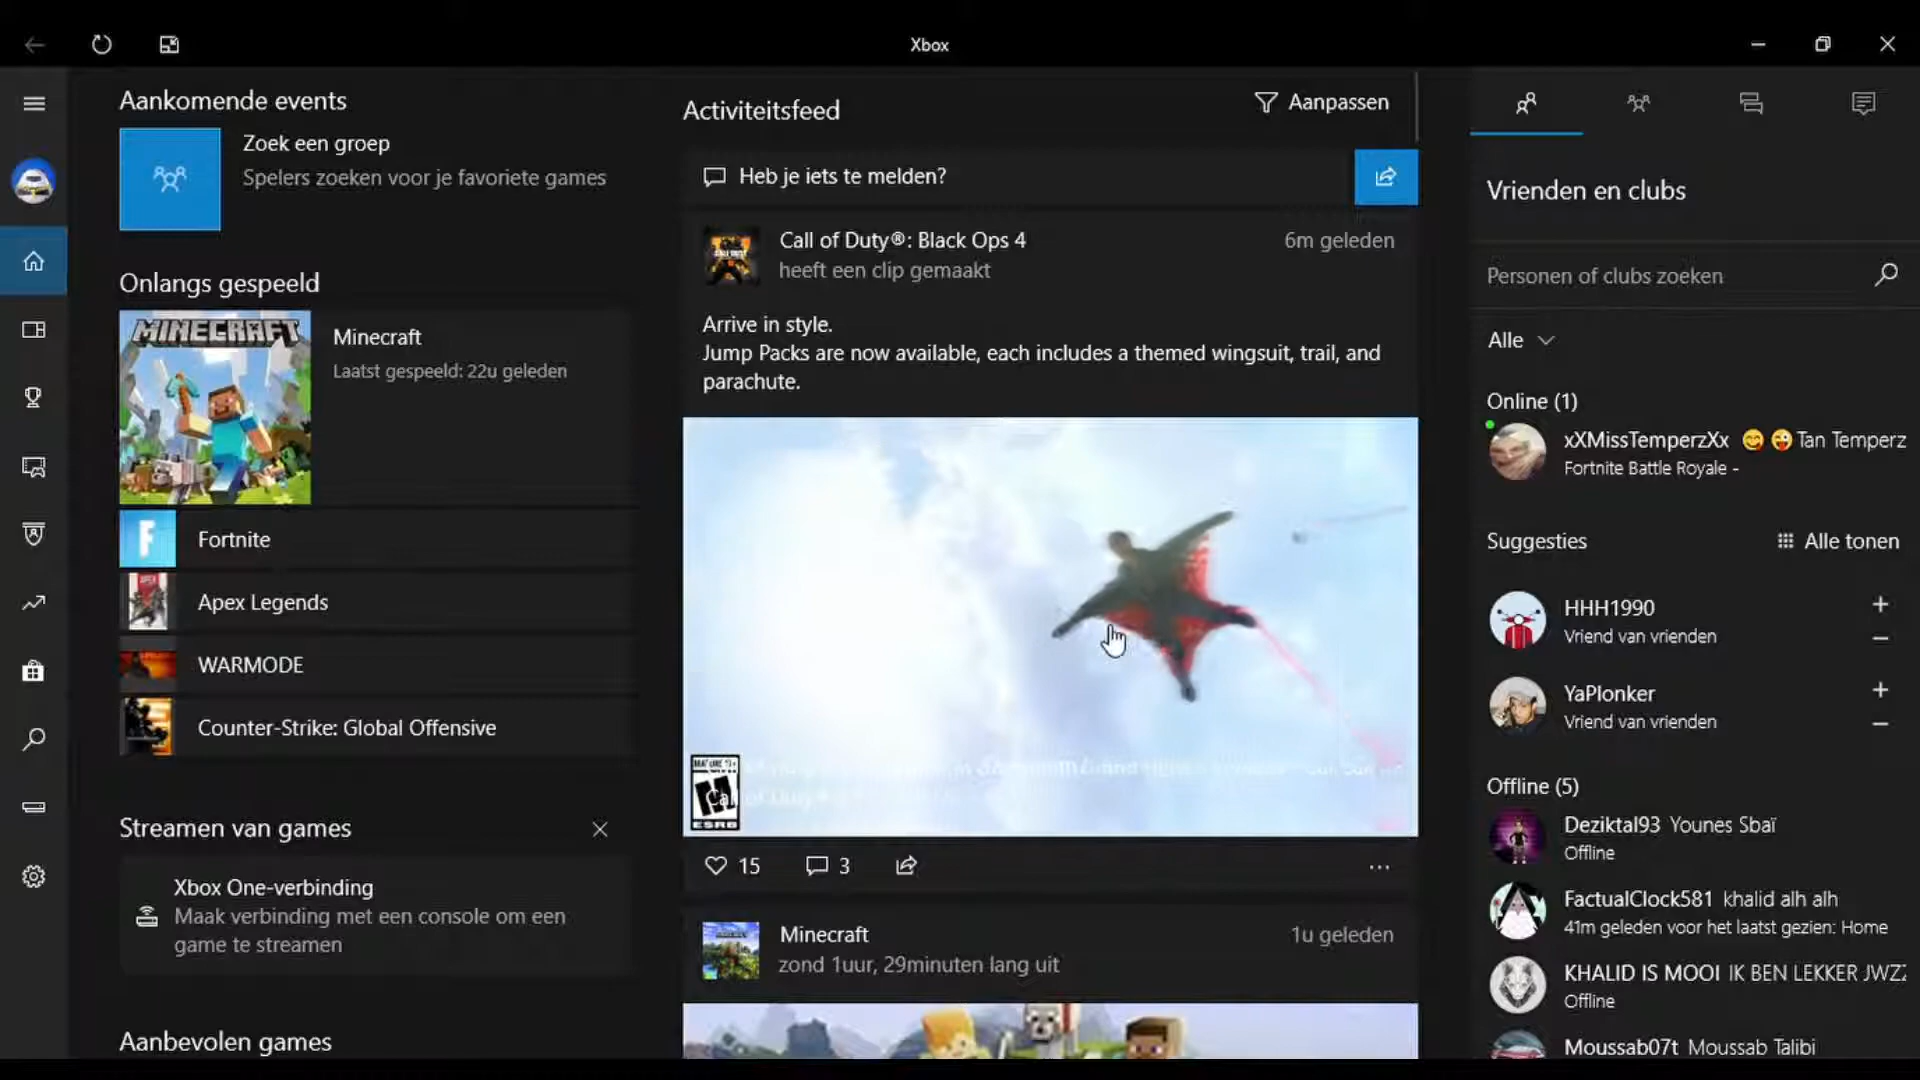 Xbox
Aankomende events
Zoek een groep
Spelers zoeken voor je favoriete games
Onlangs gespeeld
MINECRAFT
Minecraft
Laatst gespeeld: 22u geleden
Fortnite
Apex Legends
WARMODE
Counter-Strike: Global Offensive
Streamen van games
Xbox One-verbinding
Maak verbinding met een console om een
game te streamen
Aanbevolen games
Activiteitsfeed
Aanpassen
Heb je iets te melden?
Call of Duty®: Black Ops 4
6m geleden
heeft een clip gemaakt
Arrive in style.
Jump Packs are now available, each includes a themed wingsuit, trail, and
parachute.
MATURE 17+
M
ESRB
15
3
Minecraft
1u geleden
zond 1uur, 29minuten lang uit
Vrienden en clubs
Personen of clubs zoeken
Alle
Online (1)
xXMissTemperzXx 😋 😜 Tan Temperz
Fortnite Battle Royale -
Suggesties
Alle tonen
HHH1990
Vriend van vrienden
YaPlonker
Vriend van vrienden
Offline (5)
Deziktal93 Younes Sbaï
Offline
FactualClock581 khalid alh alh
41m geleden voor het laatst gezien: Home
KHALID IS MOOI IK BEN LEKKER JWZZ
Offline
Moussab07t Moussab Talibi